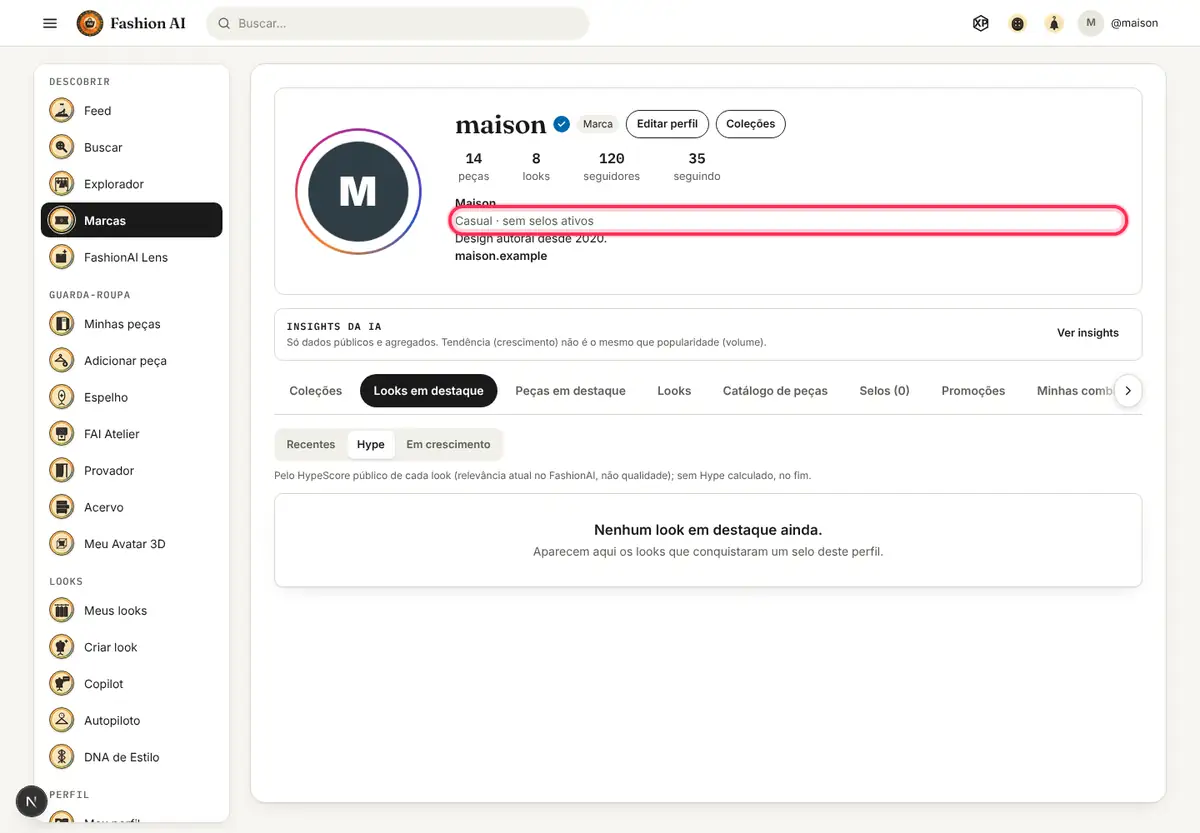 Fashion AI
Buscar...
XP
M
@maison
DESCOBRIR
Feed
Buscar
Explorador
Marcas
FashionAI Lens
GUARDA-ROUPA
Minhas peças
Adicionar peça
Espelho
FAI Atelier
Provador
Acervo
Meu Avatar 3D
LOOKS
Meus looks
Criar look
Copilot
Autopiloto
DNA de Estilo
PERFIL
Meu perfil
N
M
maison
Marca
Editar perfil
Coleções
14 peças
8 looks
120 seguidores
35 seguindo
Maison
Casual · sem selos ativos
Design autoral desde 2020.
maison.example
INSIGHTS DA IA
Só dados públicos e agregados. Tendência (crescimento) não é o mesmo que popularidade (volume).
Ver insights
Coleções
Looks em destaque
Peças em destaque
Looks
Catálogo de peças
Selos (0)
Promoções
Minhas comb
Recentes
Hype
Em crescimento
Pelo HypeScore público de cada look (relevância atual no FashionAI, não qualidade); sem Hype calculado, no fim.
Nenhum look em destaque ainda.
Aparecem aqui os looks que conquistaram um selo deste perfil.